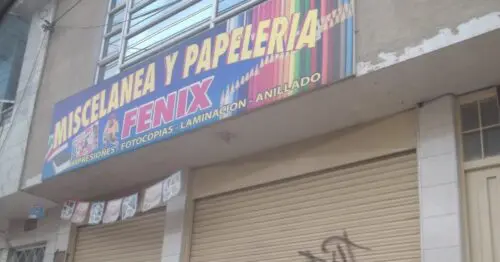 MISCELANEA Y PAPELERIA
FENIX
IMPRESIONES - FOTOCOPIAS - LAMINACION - ANILLADO